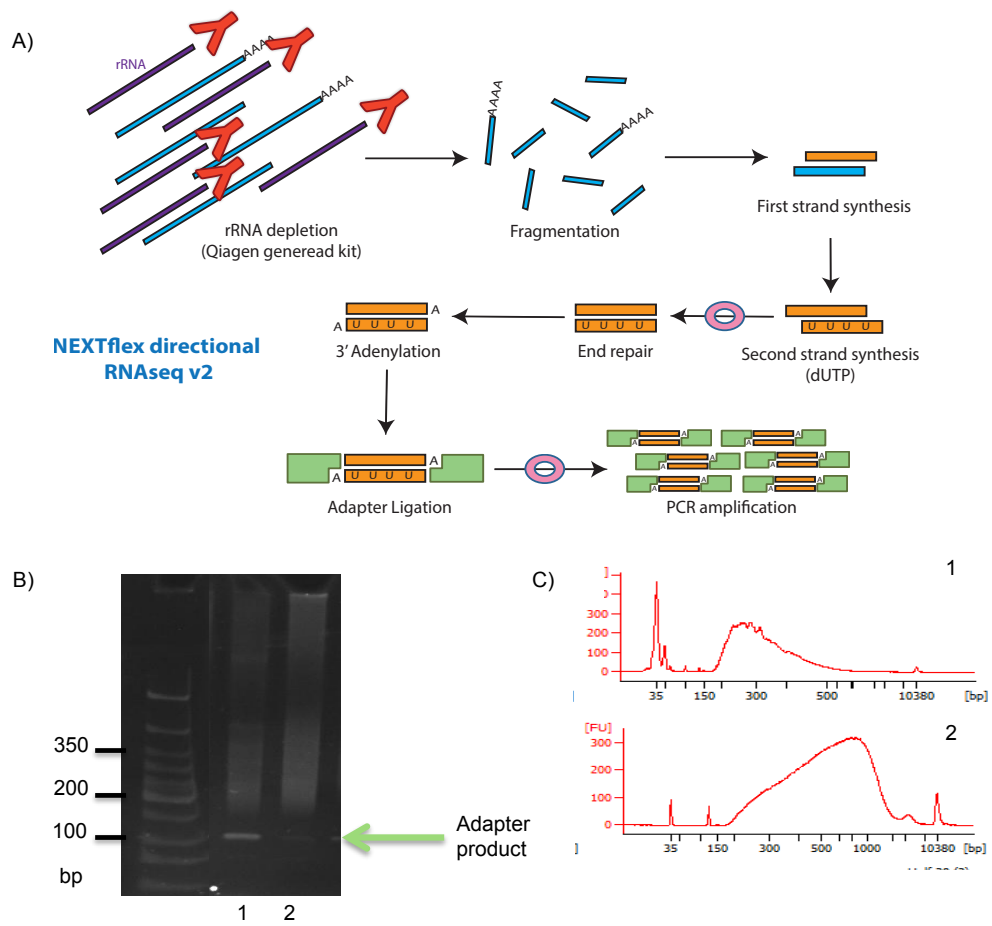 A)
rRNA
AAAA
AAAA
rRNA depletion
(Qiagen generead kit)
AAAA
AAAA
Fragmentation
First strand synthesis
NEXTflex directional
RNAseq v2
A
A
U U U U
3’ Adenylation
U U U U
End repair
U U U U
Second strand synthesis
(dUTP)
A
A
U U U U
Adapter Ligation
A
A
A
A
A
A
A
A
A
A
A
A
PCR amplification
B)
350
200
100
bp
1 2
Adapter
product
C)
1
300
200
100
0
35 150 300 500 10380 [bp]
2
[FU]
300
200
100
0
35 150 300 500 1000 10380 [bp]